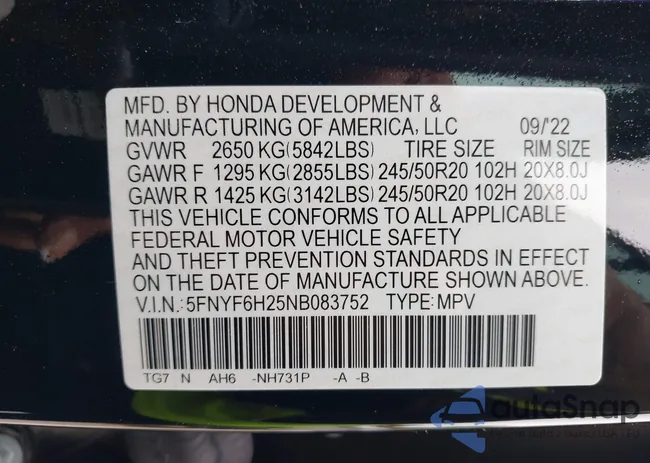 MFD. BY HONDA DEVELOPMENT &
MANUFACTURING OF AMERICA, LLC 09/'22
GVWR 2650 KG(5842LBS) TIRE SIZE RIM SIZE
GAWR F 1295 KG(2855LBS) 245/50R20 102H 20X8.0J
GAWR R 1425 KG(3142LBS) 245/50R20 102H 20X8.0J
THIS VEHICLE CONFORMS TO ALL APPLICABLE
FEDERAL MOTOR VEHICLE SAFETY
AND THEFT PREVENTION STANDARDS IN EFFECT
ON THE DATE OF MANUFACTURE SHOWN ABOVE.
V.I.N.: 5FNYF6H25NB083752 TYPE: MPV
TG7 N AH6 -NH731P -A -B
autoSnap